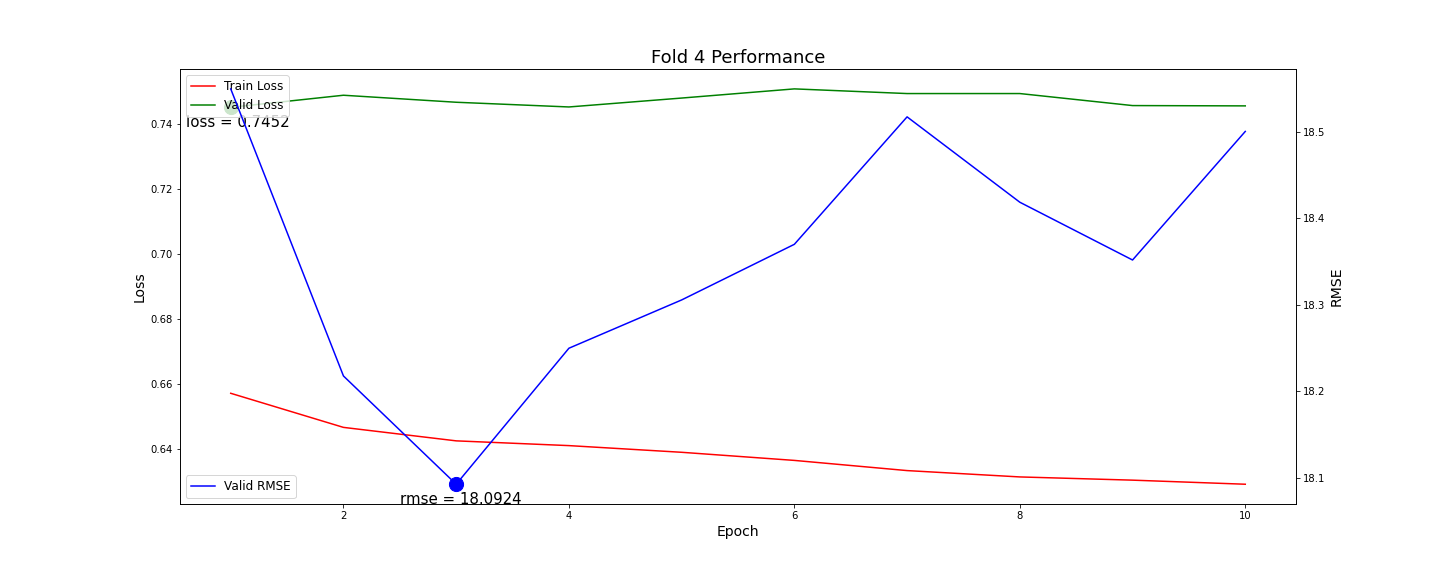 Fold 4 Performance
Train Loss
Valid Loss
loss = 0.7452
0.74
0.72
0.70
0.68
0.66
0.64
Loss
18.5
18.4
18.3
18.2
18.1
RMSE
Valid RMSE
rmse = 18.0924
2
4
6
8
10
Epoch